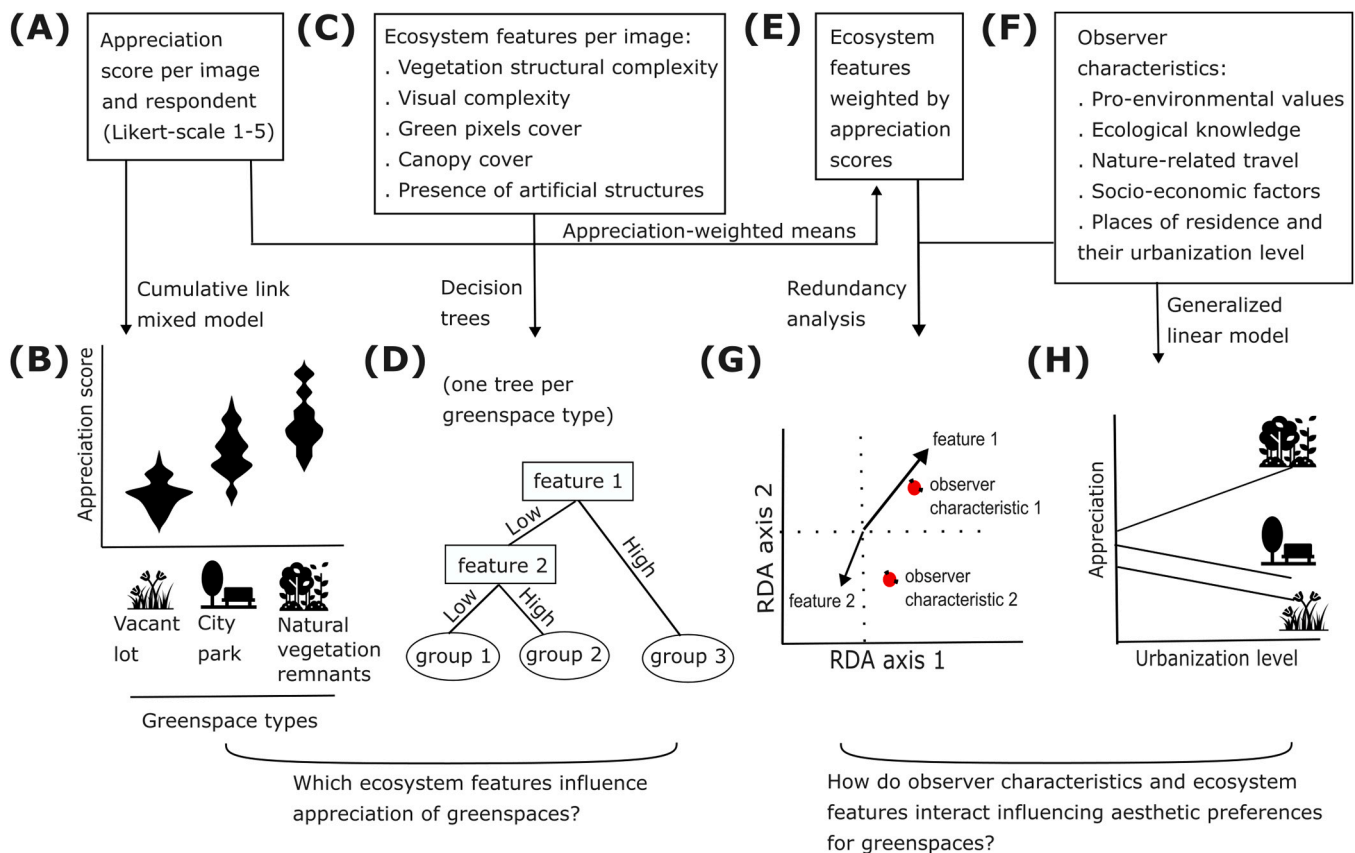 (A)
Appreciation
score per image
and respondent
(Likert-scale 1-5)
(C)
Ecosystem features per image:
. Vegetation structural complexity
. Visual complexity
. Green pixels cover
. Canopy cover
. Presence of artificial structures
(E)
Ecosystem
features
weighted by
appreciation
scores
(F)
Observer
characteristics:
. Pro-environmental values
. Ecological knowledge
. Nature-related travel
. Socio-economic factors
. Places of residence and
their urbanization level
Appreciation-weighted means
Cumulative link
mixed model
Decision
trees
Redundancy
analysis
Generalized
linear model
(B)
Appreciation score
Vacant
lot
City
park
Natural
vegetation
remnants
Greenspace types
(D)
(one tree per
greenspace type)
feature 1
Low
High
feature 2
Low
High
group 1
group 2
group 3
(G)
RDA axis 2
feature 1
observer
characteristic 1
feature 2
observer
characteristic 2
RDA axis 1
(H)
Appreciation
Urbanization level
Which ecosystem features influence
appreciation of greenspaces?
How do observer characteristics and ecosystem
features interact influencing aesthetic preferences
for greenspaces?